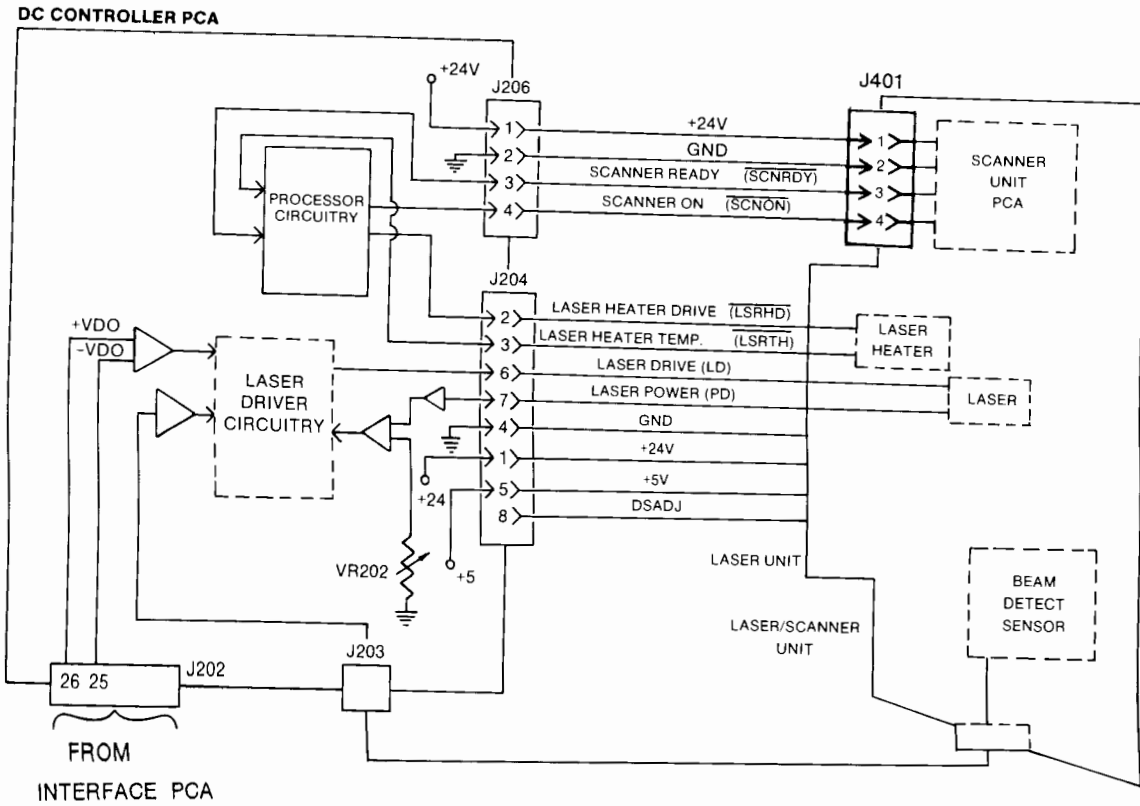 DC CONTROLLER PCA
+24V
J206
J401
1
+24V
1
2
GND
2
3
SCANNER READY (SCNRDY)
3
4
SCANNER ON (SCNON)
4
SCANNER
UNIT
PCA
PROCESSOR
CIRCUITRY
J204
2
LASER HEATER DRIVE (LSRHD)
3
LASER HEATER TEMP. (LSRTH)
LASER
HEATER
6
LASER DRIVE (LD)
7
LASER POWER (PD)
LASER
4
GND
1
+24V
5
+5V
8
DSADJ
+VDO
-VDO
LASER
DRIVER
CIRCUITRY
+24
VR202
+5
LASER UNIT
LASER/SCANNER
UNIT
BEAM
DETECT
SENSOR
J203
J202
26 25
FROM
INTERFACE PCA